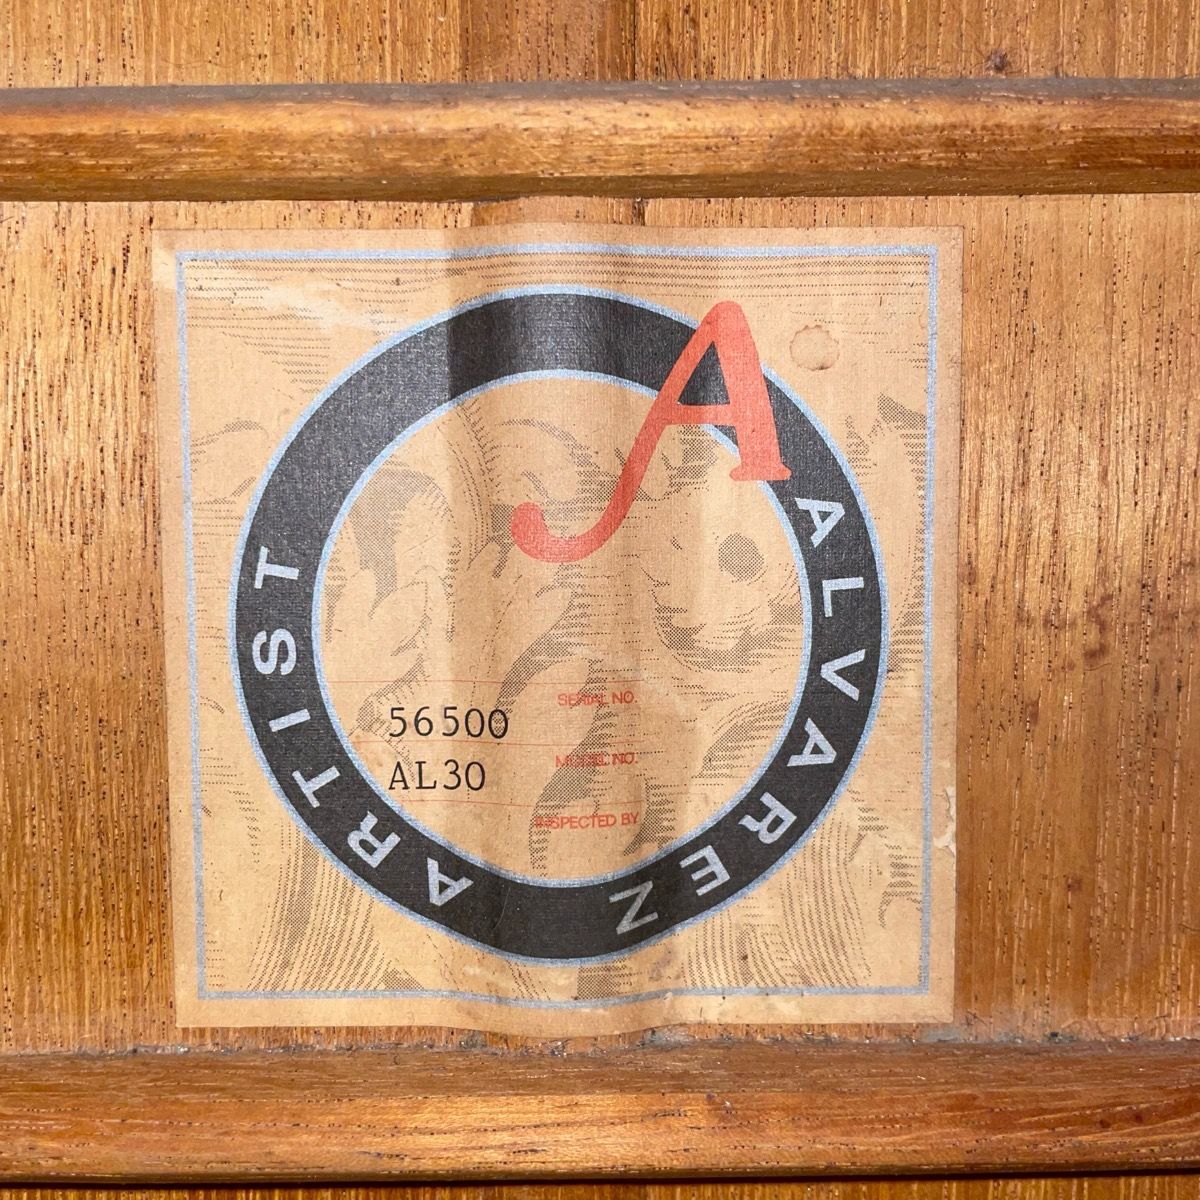 A
ALVAREZ
ARTIST
SERIAL NO.
56500
MODEL NO.
AL30
INSPECTED BY